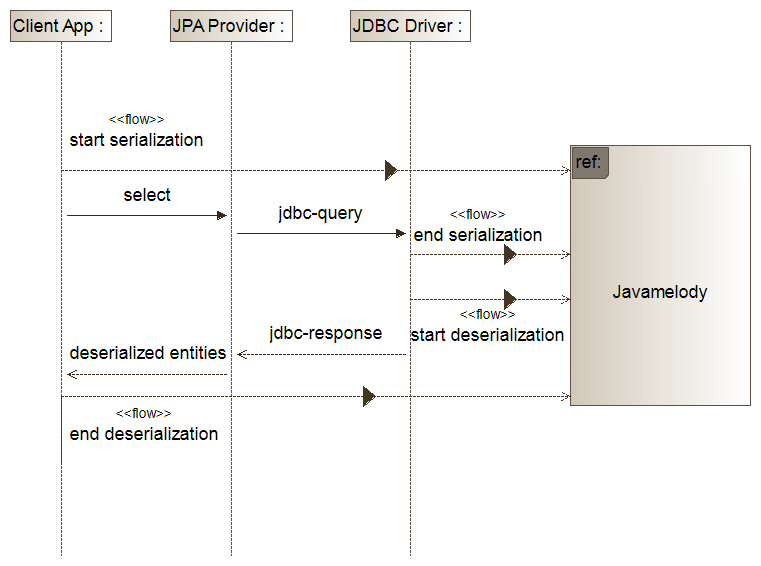 Client App :
JPA Provider :
JDBC Driver :
<<flow>>
start serialization
ref:
select
jdbc-query
<<flow>>
end serialization
Javamelody
<<flow>>
start deserialization
jdbc-response
deserialized entities
<<flow>>
end deserialization